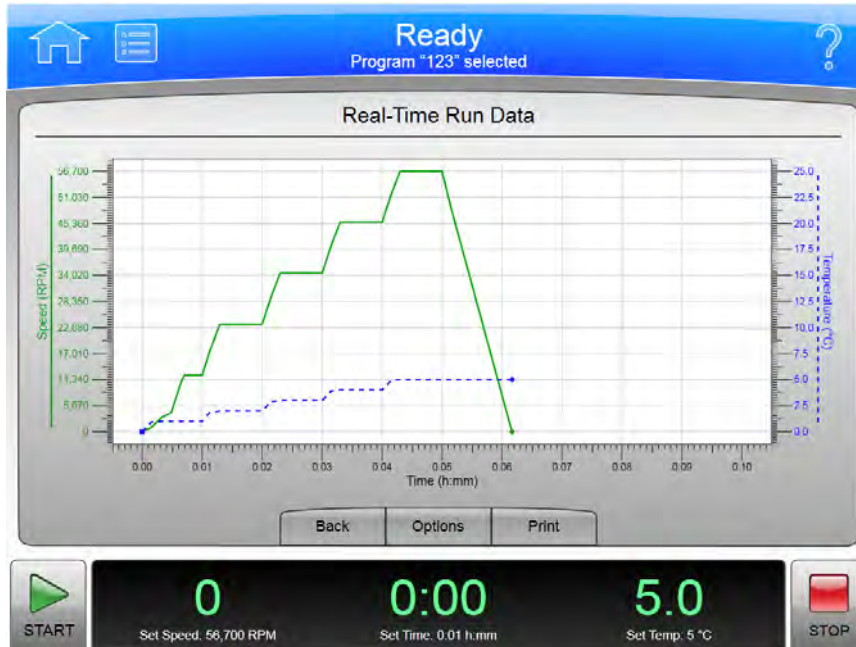 Ready
Program "123" selected
Real-Time Run Data
56,700
51,030
45,360
39,690
34,020
28,350
22,680
17,010
11,340
5,670
0
Speed (RPM)
25.0
22.5
20.0
17.5
15.0
12.5
10.0
7.5
5.0
2.5
0.0
Temperature (°C)
0.00 0.01 0.02 0.03 0.04 0.05 0.06 0.07 0.08 0.09 0.10
Time (h:mm)
Back Options Print
START
0 0:00 5.0
Set Speed: 56,700 RPM Set Time: 0:01 h:mm Set Temp: 5 °C
STOP